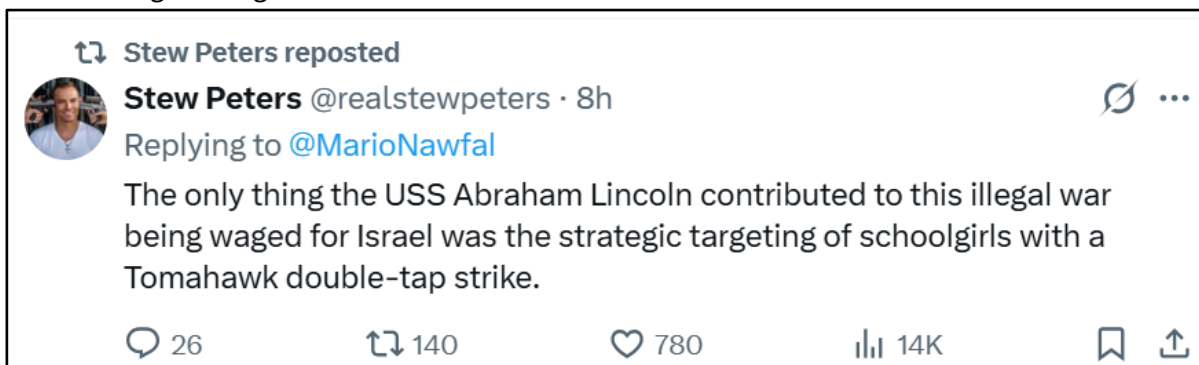 Stew Peters reposted
Stew Peters @realstewpeters · 8h
Replying to @MarioNawfal
The only thing the USS Abraham Lincoln contributed to this illegal war
being waged for Israel was the strategic targeting of schoolgirls with a
Tomahawk double-tap strike.
26 140 780 14K